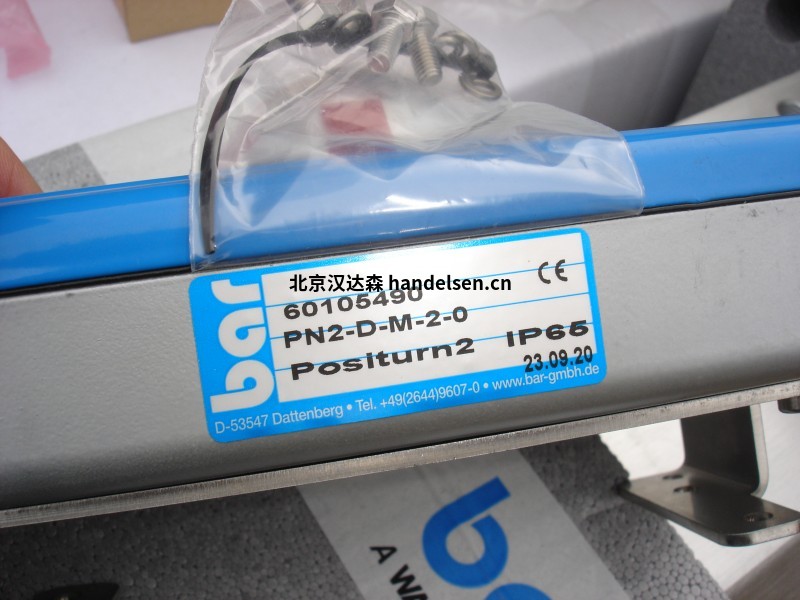 北京汉达森 handelsen.cn
bar
60105490
PN2-D-M-2-0
Positurn2 IP65
CE
23.09.20
D-53547 Dattenberg • Tel. +49(2644)9607-0 • www.bar-gmbh.de
ba
A WA